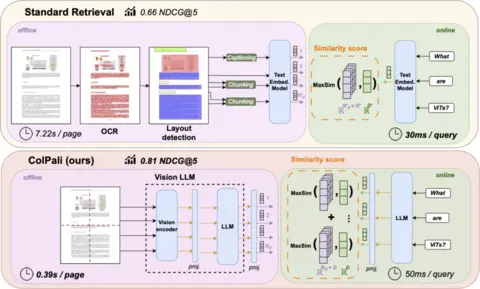 Standard Retrieval 0.66 NDCG@5
offline
online
Captioning
Chunking
Chunking
Text
Embed.
Model
Similarity score
MaxSim
Text
Embed.
Model
What
are
ViTs?
OCR
Layout
detection
7.22s / page
30ms / query
ColPali (ours) 0.81 NDCG@5
offline
online
Vision LLM
Vision
encoder
proj.
LLM
proj.
Similarity score
MaxSim
+
MaxSim
proj.
LLM
What
are
ViTs?
0.39s / page
50ms / query